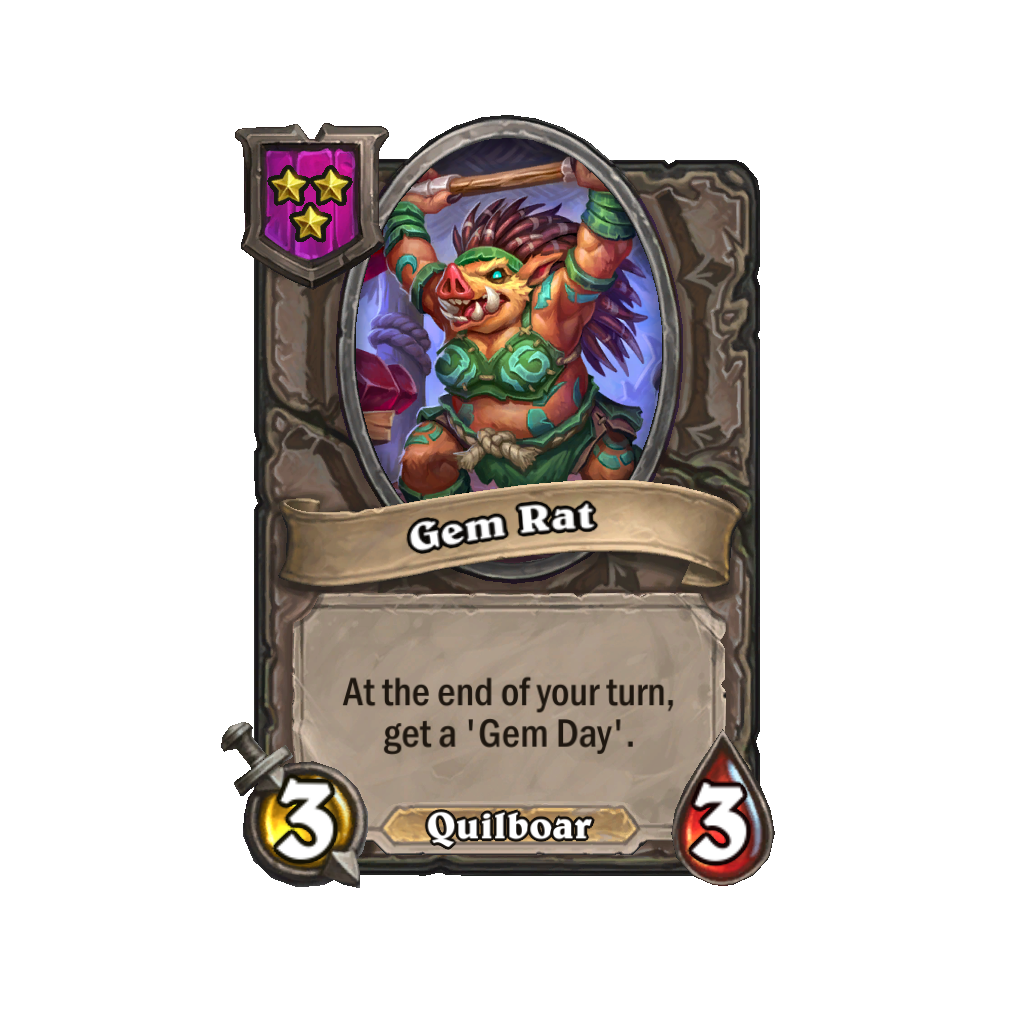 Gem Rat
At the end of your turn,
get a 'Gem Day'.
3
Quilboar
3